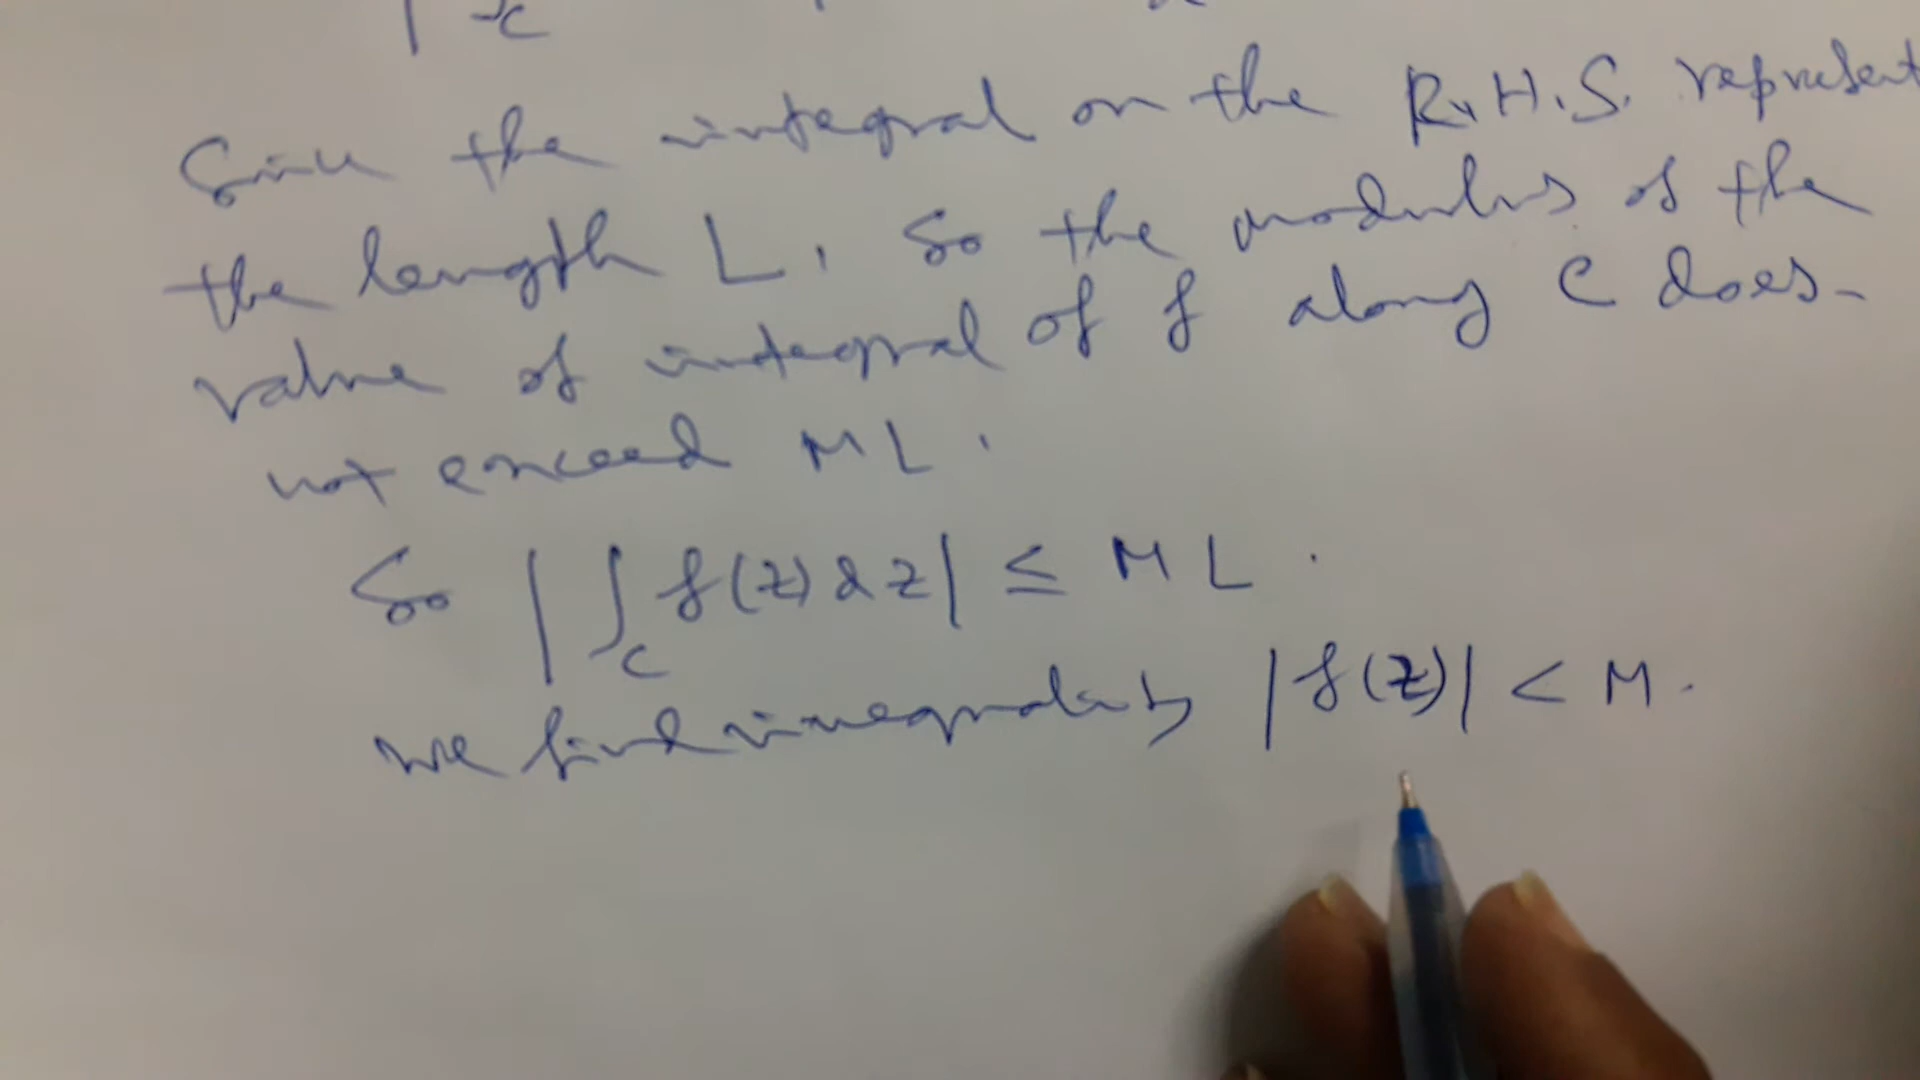 Since the integral on the R.H.S. represent
the length L. So the modulus of the
value of integral of f along C does-
not exceed ML.
So |∫_C f(z)dz| ≤ ML.
we find inequality |f(z)| < M.